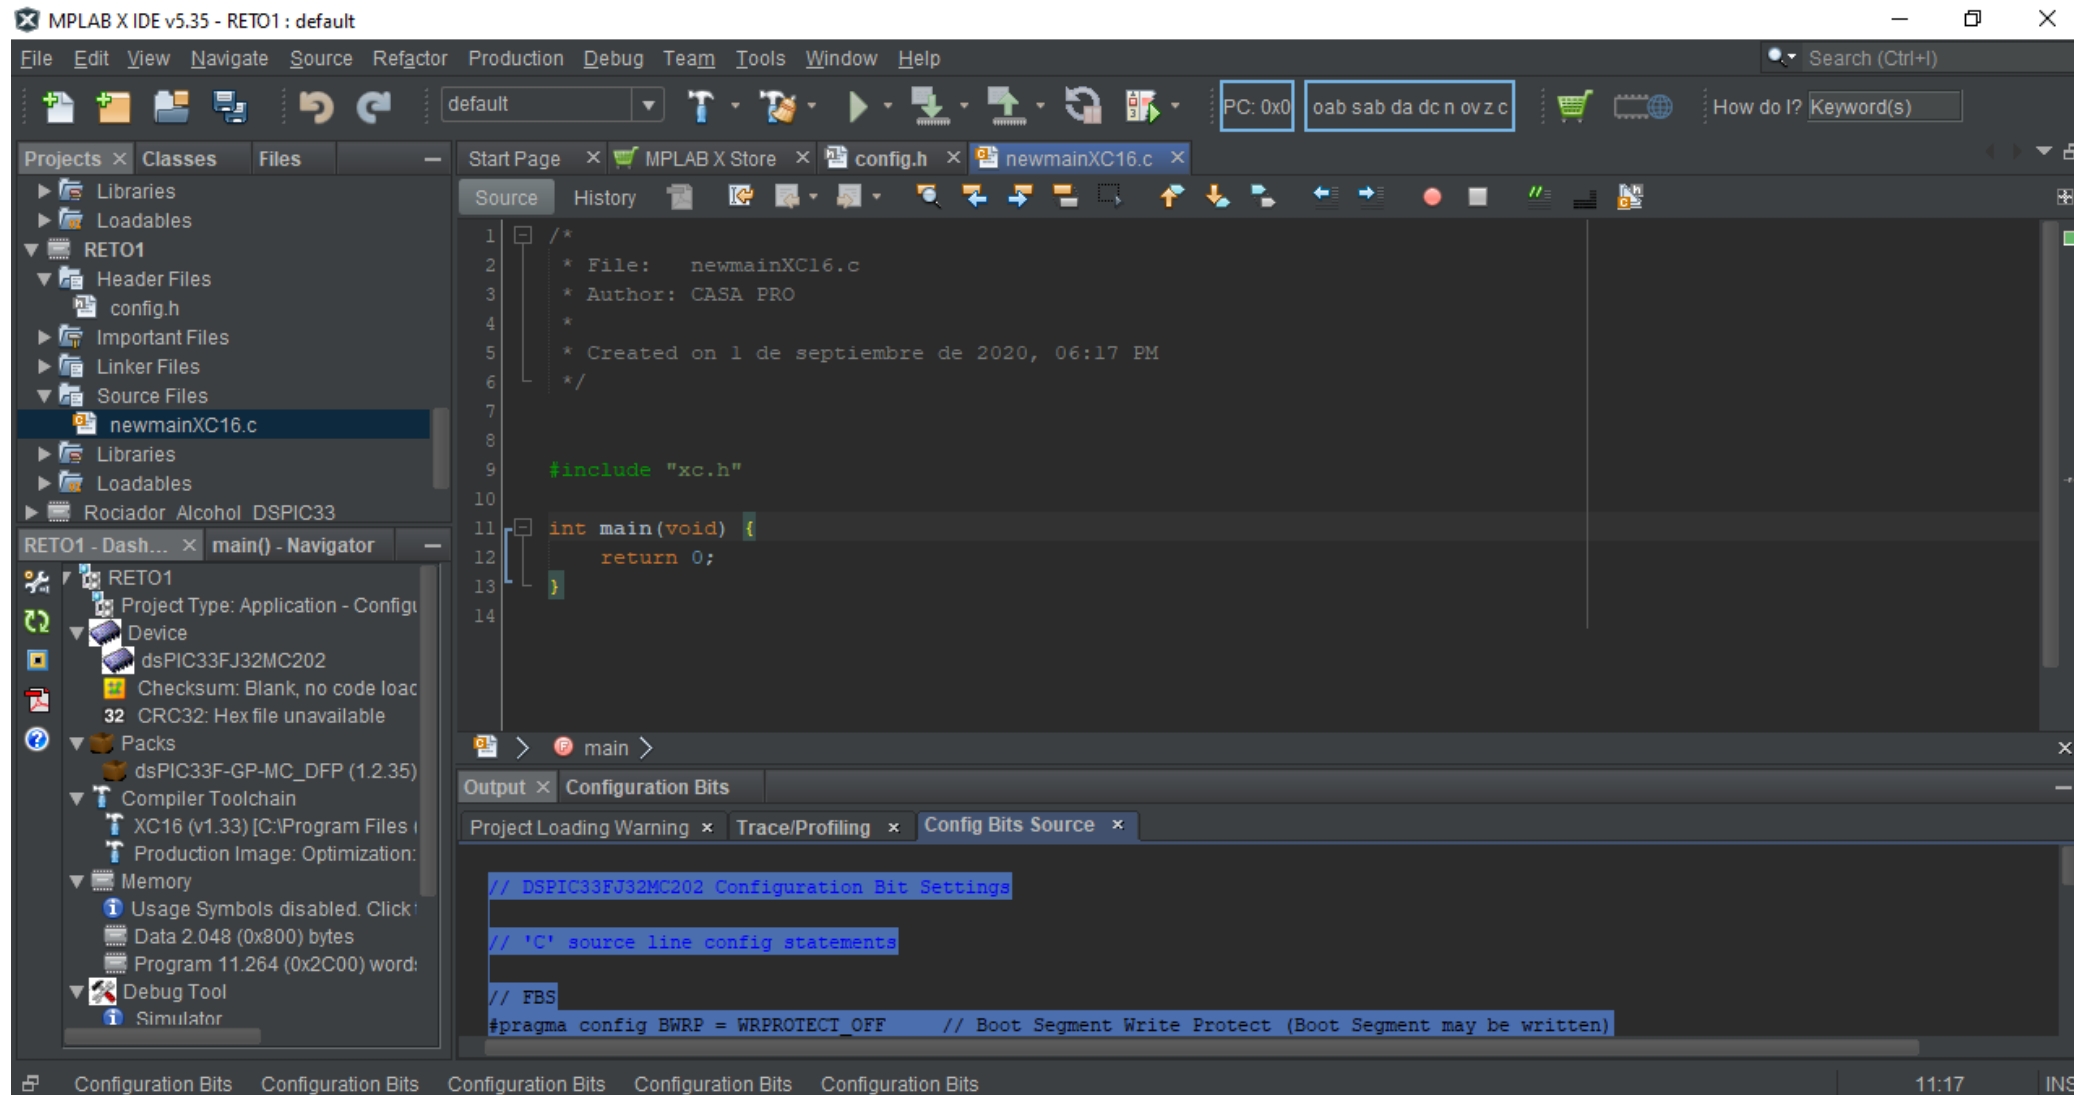 MPLAB X IDE v5.35 - RETO1 : default
File Edit View Navigate Source Refactor Production Debug Team Tools Window Help
Search (Ctrl+I)
default
PC: 0x0
oab sab da dc n ov z c
How do I? Keyword(s)
Projects Classes Files
Start Page MPLAB X Store config.h newmainXC16.c
Source History
Libraries
Loadables
RETO1
Header Files
config.h
Important Files
Linker Files
Source Files
newmainXC16.c
Libraries
Loadables
Rociador_Alcohol_DSPIC33
1 /*
2 * File: newmainXC16.c
3 * Author: CASA PRO
4 *
5 * Created on 1 de septiembre de 2020, 06:17 PM
6 */
7
8
9 #include "xc.h"
10
11 int main(void) {
12 return 0;
13 }
14
main
RETO1 - Dash... main() - Navigator
RETO1
Project Type: Application - Configu
Device
dsPIC33FJ32MC202
Checksum: Blank, no code loac
32 CRC32: Hex file unavailable
Packs
dsPIC33F-GP-MC_DFP (1.2.35)
Compiler Toolchain
XC16 (v1.33) [C:\Program Files (
Production Image: Optimization:
Memory
Usage Symbols disabled. Click
Data 2.048 (0x800) bytes
Program 11.264 (0x2C00) words
Debug Tool
Simulator
Output Configuration Bits
Project Loading Warning Trace/Profiling Config Bits Source
// DSPIC33FJ32MC202 Configuration Bit Settings
// 'C' source line config statements
// FBS
#pragma config BWRP = WRPROTECT_OFF // Boot Segment Write Protect (Boot Segment may be written)
Configuration Bits Configuration Bits Configuration Bits Configuration Bits Configuration Bits
11:17 INS